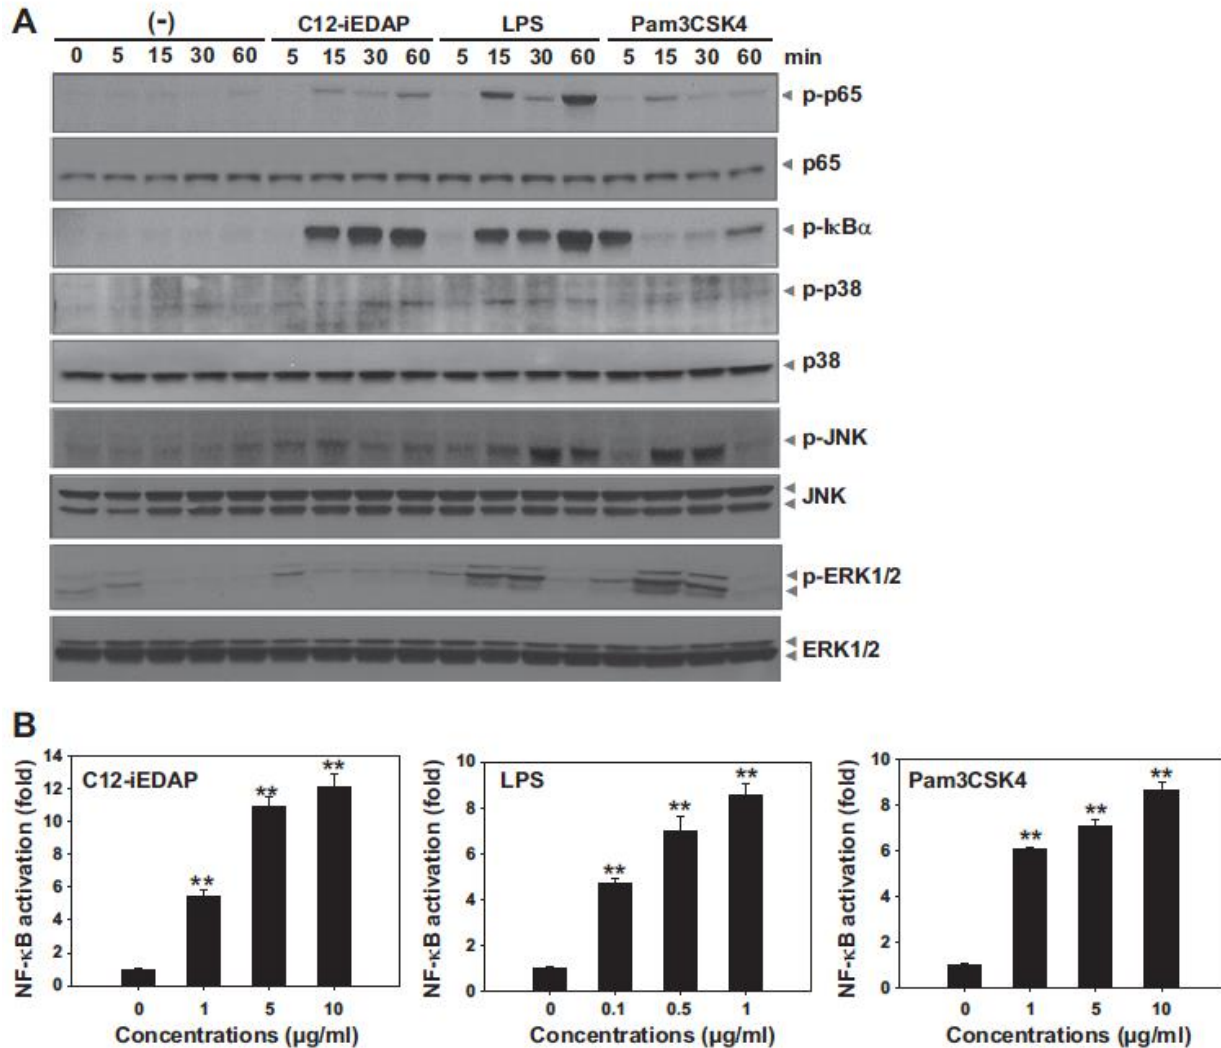 A
(-) C12-iEDAP LPS Pam3CSK4
0 5 15 30 60 5 15 30 60 5 15 30 60 5 15 30 60 min
p-p65
p65
p-IκBα
p-p38
p38
p-JNK
JNK
p-ERK1/2
ERK1/2
B
C12-iEDAP
NF-κB activation (fold)
14
12
10
8
6
4
2
0
** ** **
0 1 5 10
Concentrations (µg/ml)
LPS
NF-κB activation (fold)
10
8
6
4
2
0
** ** **
0 0.1 0.5 1
Concentrations (µg/ml)
Pam3CSK4
NF-κB activation (fold)
10
8
6
4
2
0
** ** **
0 1 5 10
Concentrations (µg/ml)